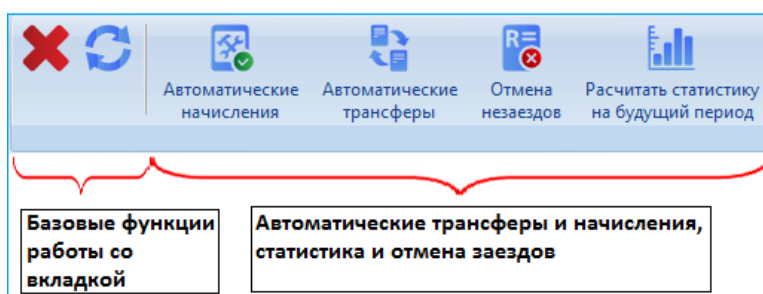 Автоматические
начисления
Автоматические
трансферы
Отмена
незаездов
Расчитать статистику
на будущий период
Базовые функции
работы со
вкладкой
Автоматические трансферы и начисления,
статистика и отмена заездов